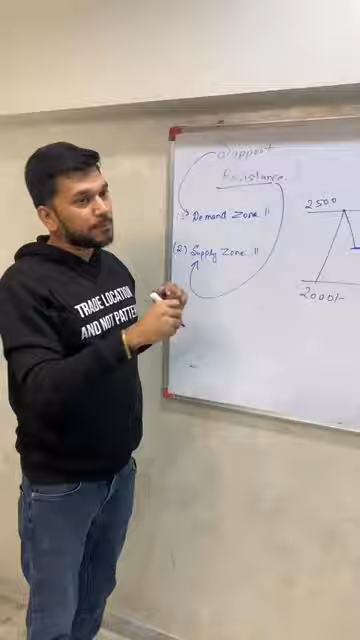 Support
Resistance
(1) Demand Zone !!
(2) Supply Zone !!
2500
2000/-
TRADE LOCATION
AND NOT PATTE